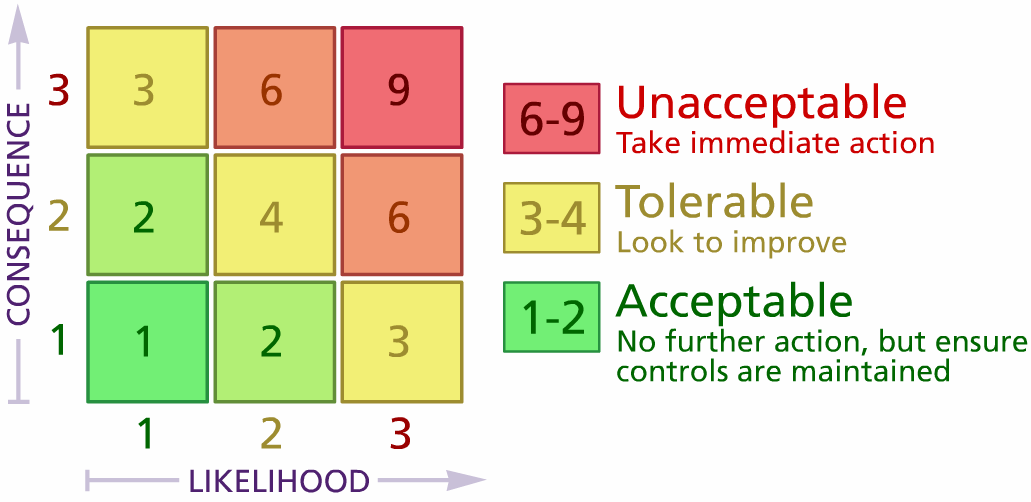 CONSEQUENCE
3
3
6
9
2
2
4
6
1
1
2
3
1
2
3
LIKELIHOOD
6-9
Unacceptable
Take immediate action
3-4
Tolerable
Look to improve
1-2
Acceptable
No further action, but ensure
controls are maintained